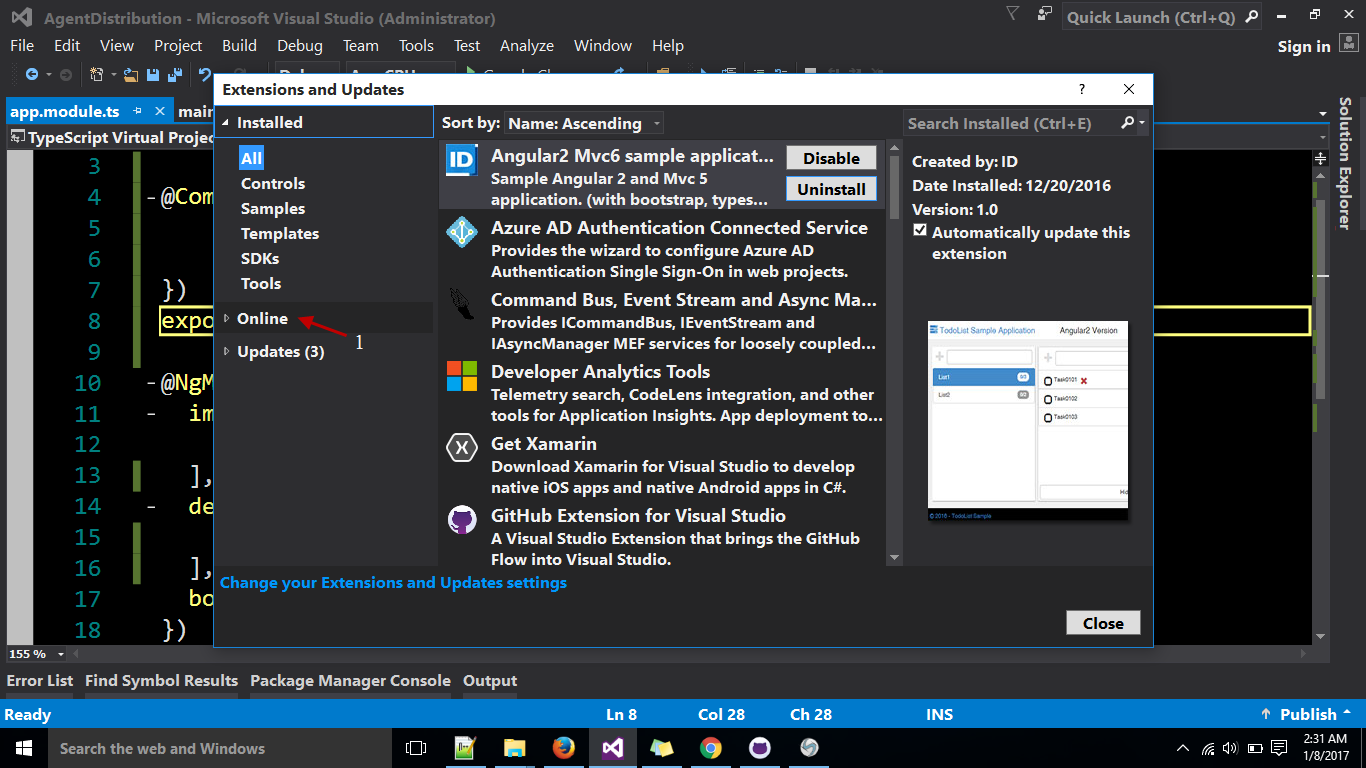 AgentDistribution - Microsoft Visual Studio (Administrator)
Quick Launch (Ctrl+Q)
File Edit View Project Build Debug Team Tools Test Analyze Window Help
Sign in
app.module.ts
main
TypeScript Virtual Projec
Solution Explorer
Extensions and Updates
?
Installed
Sort by: Name: Ascending
Search Installed (Ctrl+E)
All
Controls
Samples
Templates
SDKs
Tools
Online
1
Updates (3)
ID
Angular2 Mvc6 sample applicat...
Sample Angular 2 and Mvc 5
application. (with bootstrap, types...
Disable
Uninstall
Azure AD Authentication Connected Service
Provides the wizard to configure Azure AD
Authentication Single Sign-On in web projects.
Command Bus, Event Stream and Async Ma...
Provides ICommandBus, IEventStream and
IAsyncManager MEF services for loosely coupled...
Developer Analytics Tools
Telemetry search, CodeLens integration, and other
tools for Application Insights. App deployment to...
Get Xamarin
Download Xamarin for Visual Studio to develop
native iOS apps and native Android apps in C#.
GitHub Extension for Visual Studio
A Visual Studio Extension that brings the GitHub
Flow into Visual Studio.
Created by: ID
Date Installed: 12/20/2016
Version: 1.0
Automatically update this
extension
TodoList Sample Application
Angular2 Version
List1
List2
Task0101
Task0102
Task0103
Hid
© 2016 - TodoList Sample
Change your Extensions and Updates settings
Close
3
4 @Com
5
6
7 })
8 expo
9
10 @NgM
11 im
12
13 ],
14 de
15
16 ],
17 bo
18 })
155 %
Error List Find Symbol Results Package Manager Console Output
Ready
Ln 8
Col 28
Ch 28
INS
Publish
Search the web and Windows
2:31 AM
1/8/2017